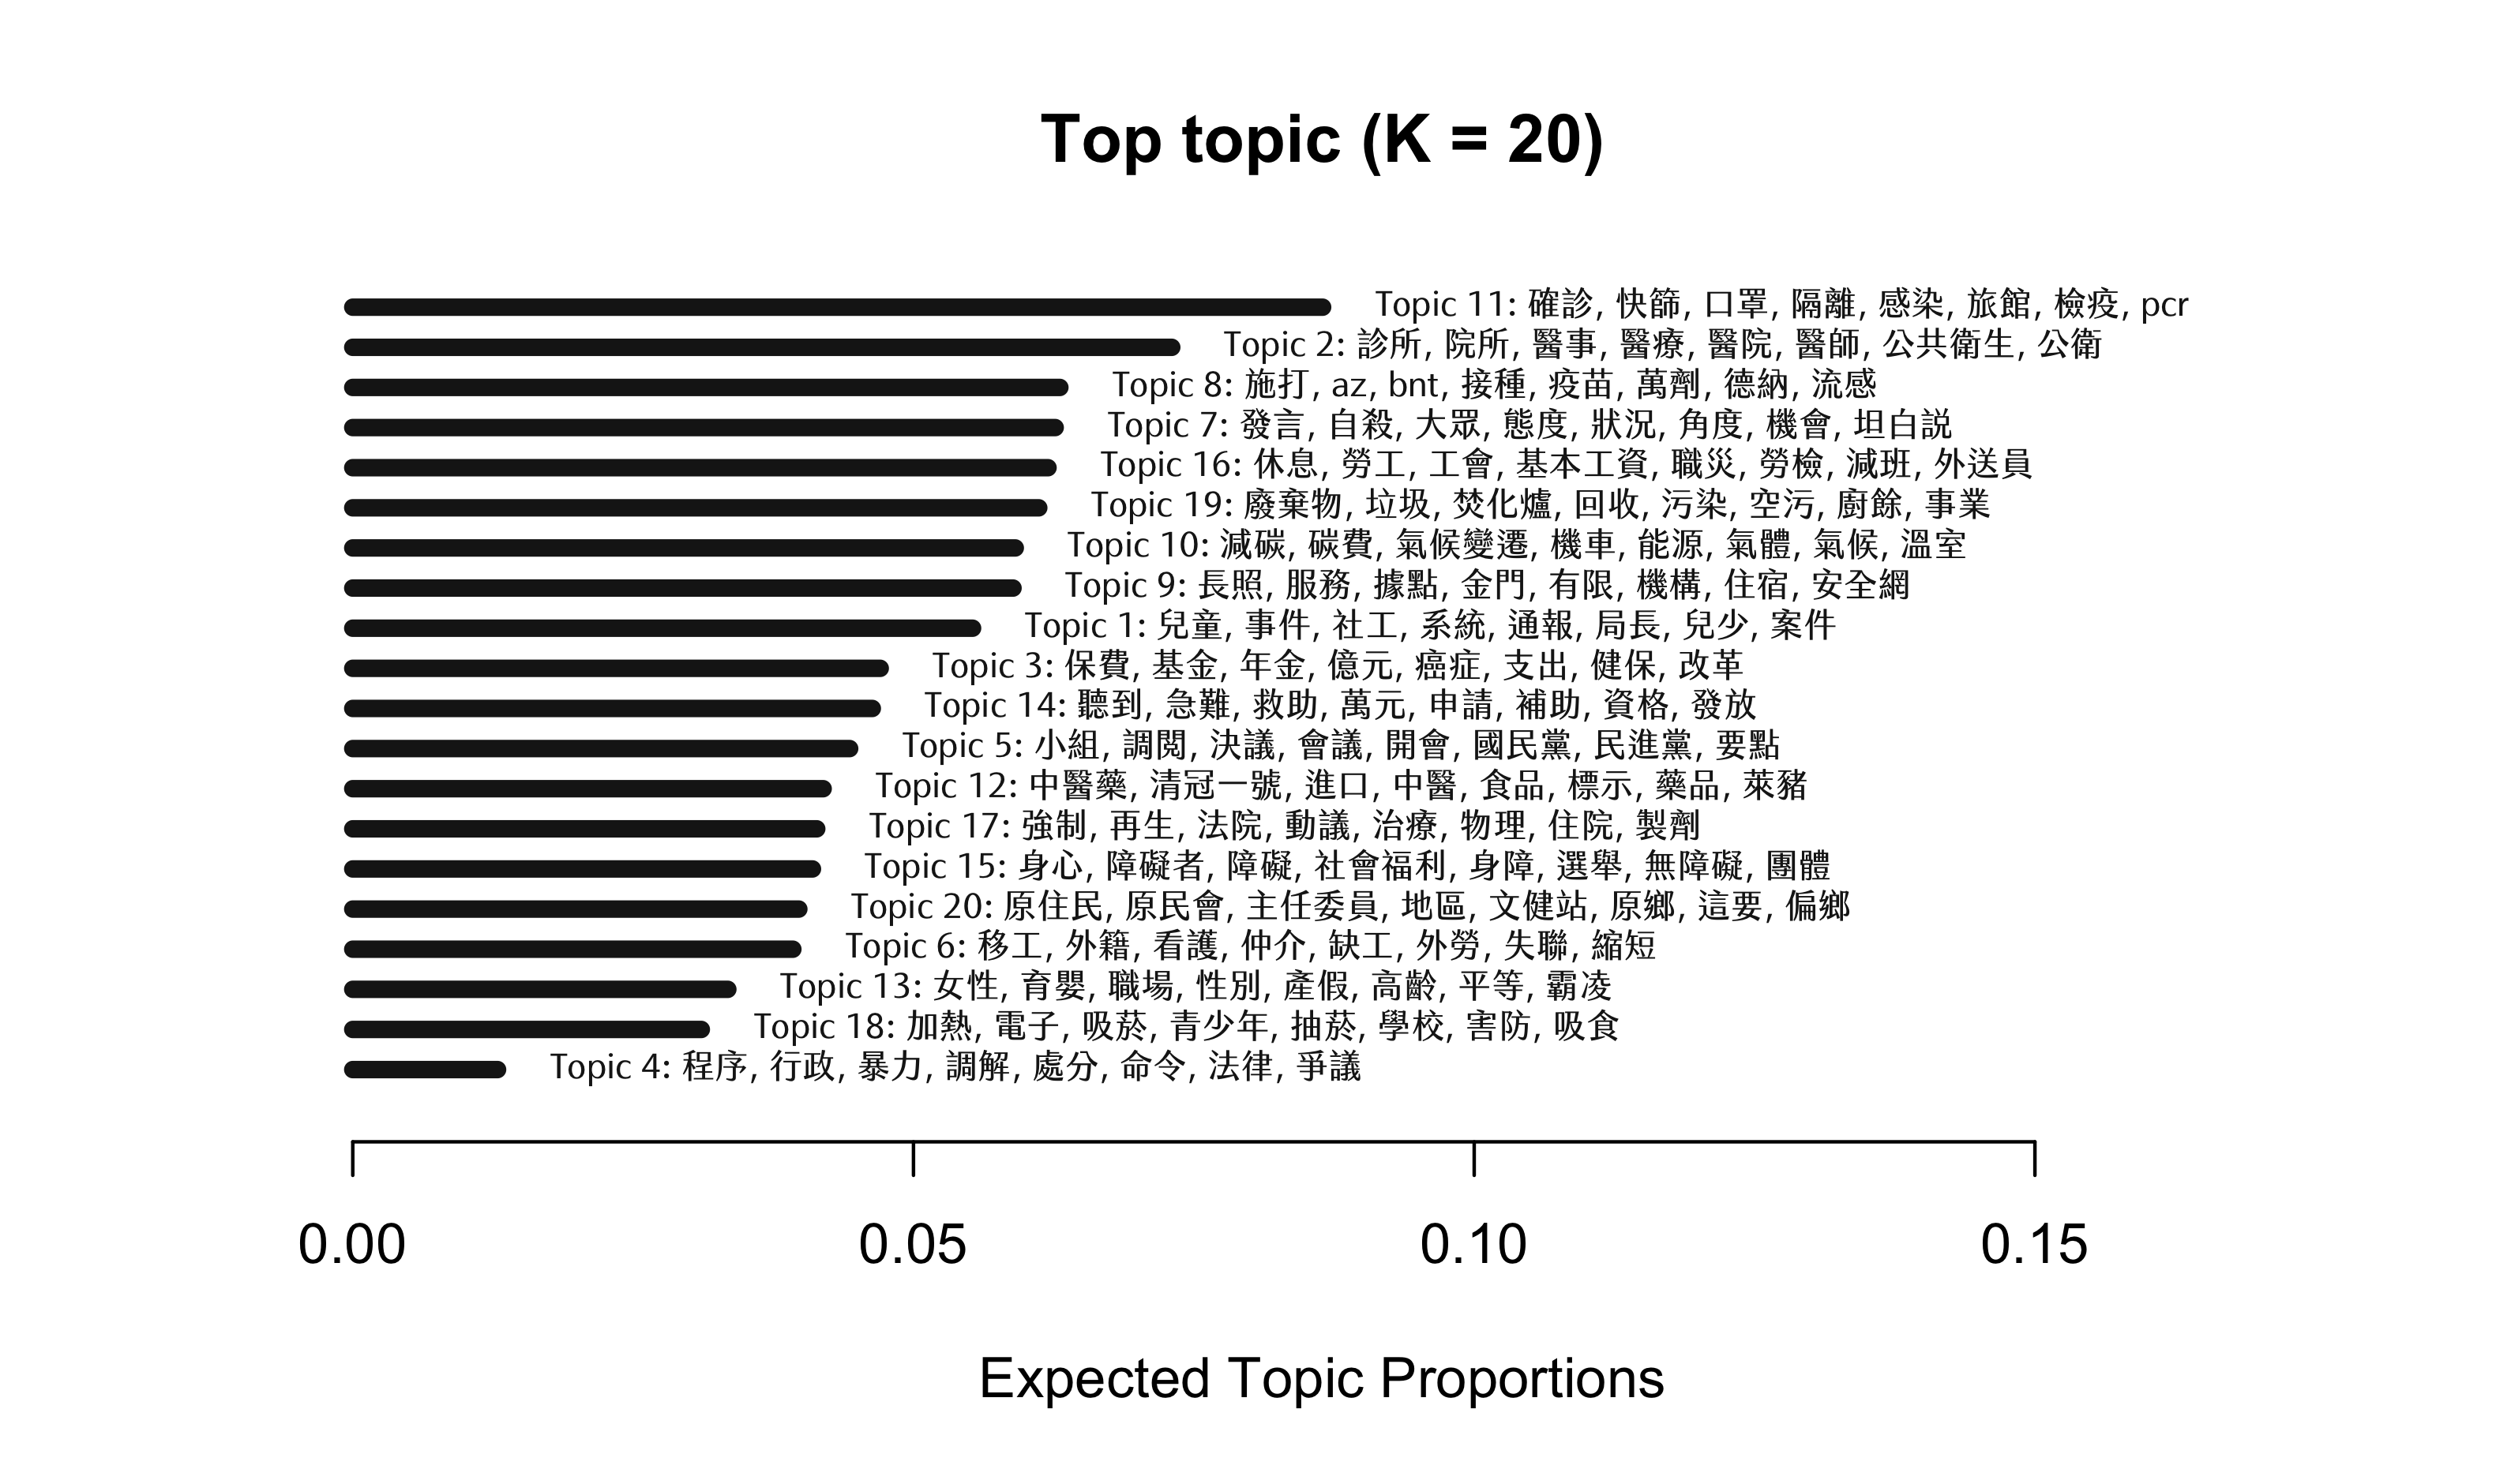 Top topic (K = 20)
Topic 11: 確診, 快篩, 口罩, 隔離, 感染, 旅館, 檢疫, pcr
Topic 2: 診所, 院所, 醫事, 醫療, 醫院, 醫師, 公共衛生, 公衛
Topic 8: 施打, az, bnt, 接種, 疫苗, 萬劑, 德納, 流感
Topic 7: 發言, 自殺, 大眾, 態度, 狀況, 角度, 機會, 坦白説
Topic 16: 休息, 勞工, 工會, 基本工資, 職災, 勞檢, 減班, 外送員
Topic 19: 廢棄物, 垃圾, 焚化爐, 回收, 污染, 空污, 廚餘, 事業
Topic 10: 減碳, 碳費, 氣候變遷, 機車, 能源, 氣體, 氣候, 溫室
Topic 9: 長照, 服務, 據點, 金門, 有限, 機構, 住宿, 安全網
Topic 1: 兒童, 事件, 社工, 系統, 通報, 局長, 兒少, 案件
Topic 3: 保費, 基金, 年金, 億元, 癌症, 支出, 健保, 改革
Topic 14: 聽到, 急難, 救助, 萬元, 申請, 補助, 資格, 發放
Topic 5: 小組, 調閱, 決議, 會議, 開會, 國民黨, 民進黨, 要點
Topic 12: 中醫藥, 清冠一號, 進口, 中醫, 食品, 標示, 藥品, 萊豬
Topic 17: 強制, 再生, 法院, 動議, 治療, 物理, 住院, 製劑
Topic 15: 身心, 障礙者, 障礙, 社會福利, 身障, 選舉, 無障礙, 團體
Topic 20: 原住民, 原民會, 主任委員, 地區, 文健站, 原鄉, 這要, 偏鄉
Topic 6: 移工, 外籍, 看護, 仲介, 缺工, 外勞, 失聯, 縮短
Topic 13: 女性, 育嬰, 職場, 性別, 產假, 高齡, 平等, 霸凌
Topic 18: 加熱, 電子, 吸菸, 青少年, 抽菸, 學校, 害防, 吸食
Topic 4: 程序, 行政, 暴力, 調解, 處分, 命令, 法律, 爭議
0.00 0.05 0.10 0.15
Expected Topic Proportions